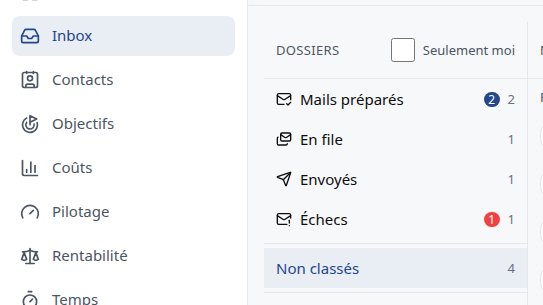 Inbox
Contacts
Objectifs
Coûts
Pilotage
Rentabilité
Temps
DOSSIERS Seulement moi
Mails préparés 2 2
En file 1
Envoyés 1
Échecs 1 1
Non classés 4